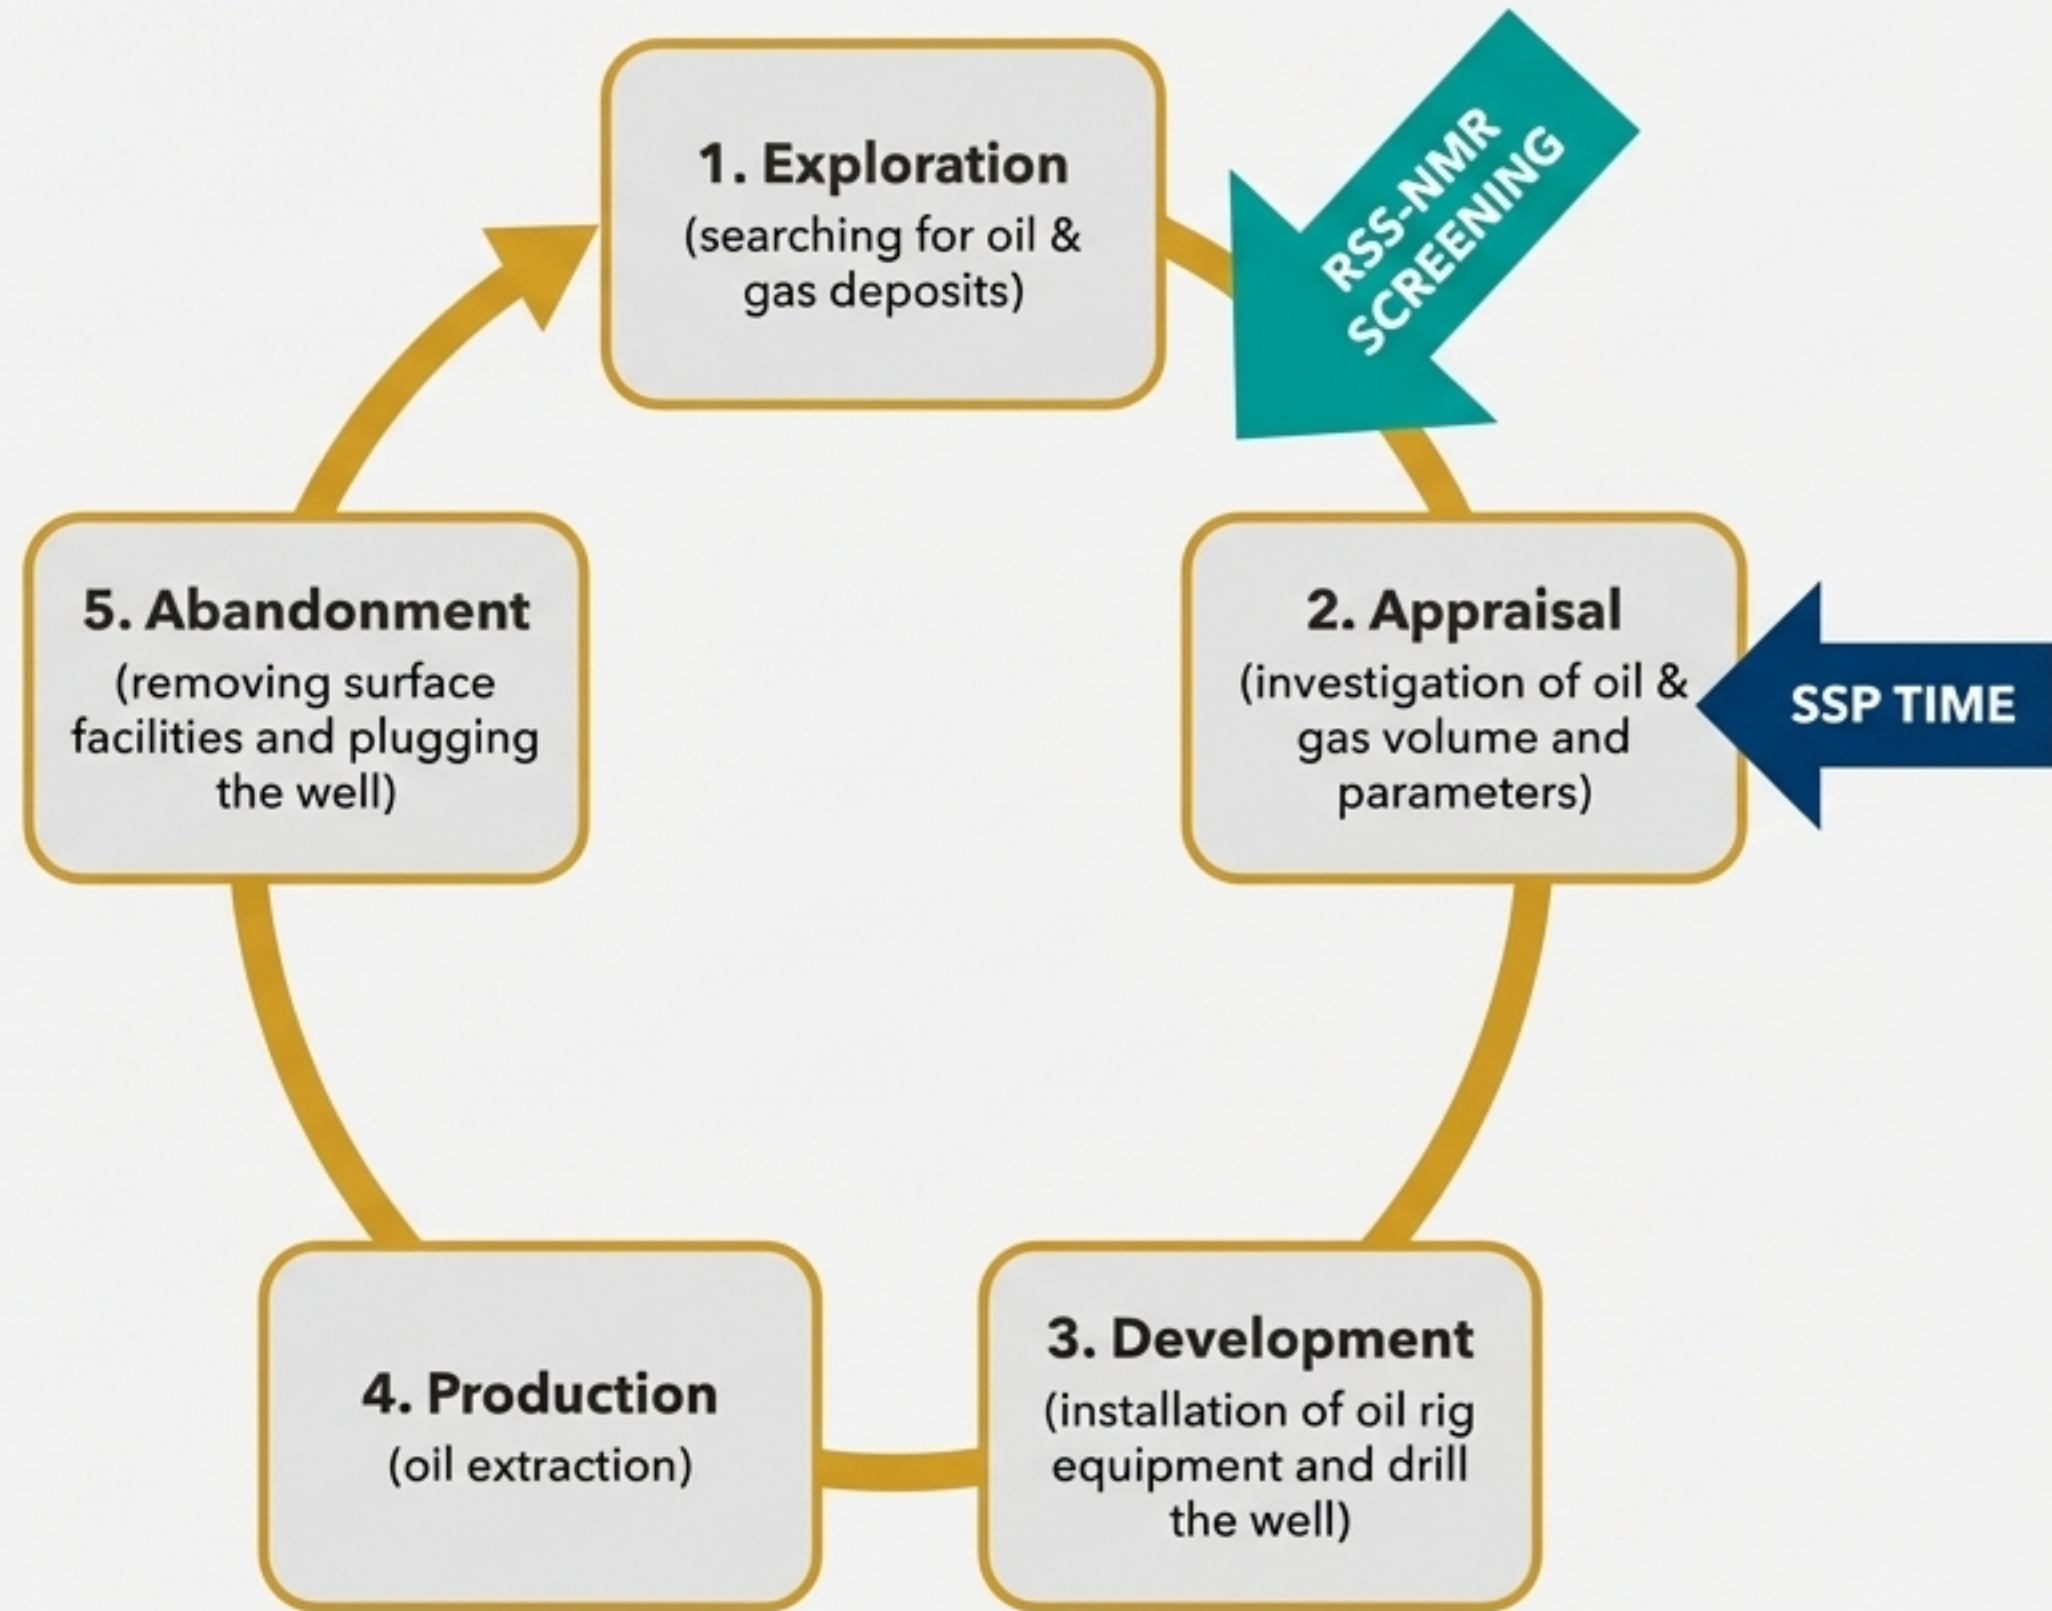 1. Exploration
(searching for oil &
gas deposits)
RSS-NMR
SCREENING
2. Appraisal
(investigation of oil &
gas volume and
parameters)
SSP TIME
3. Development
(installation of oil rig
equipment and drill
the well)
4. Production
(oil extraction)
5. Abandonment
(removing surface
facilities and plugging
the well)